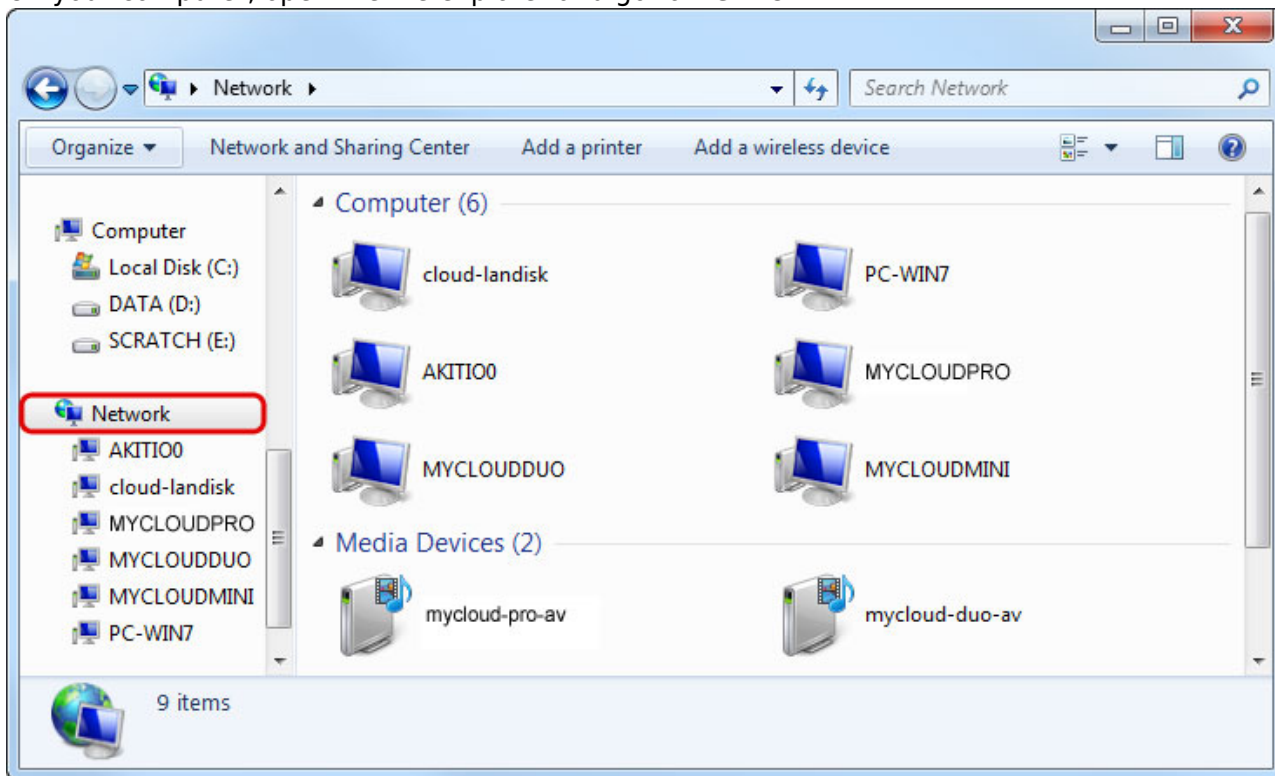 Network
Search Network
Organize
Network and Sharing Center
Add a printer
Add a wireless device
Computer
Local Disk (C:)
DATA (D:)
SCRATCH (E:)
Network
AKITIO0
cloud-landisk
MYCLOUDPRO
MYCLOUDDUO
MYCLOUDMINI
PC-WIN7
Computer (6)
cloud-landisk
PC-WIN7
AKITIO0
MYCLOUDPRO
MYCLOUDDUO
MYCLOUDMINI
Media Devices (2)
mycloud-pro-av
mycloud-duo-av
9 items